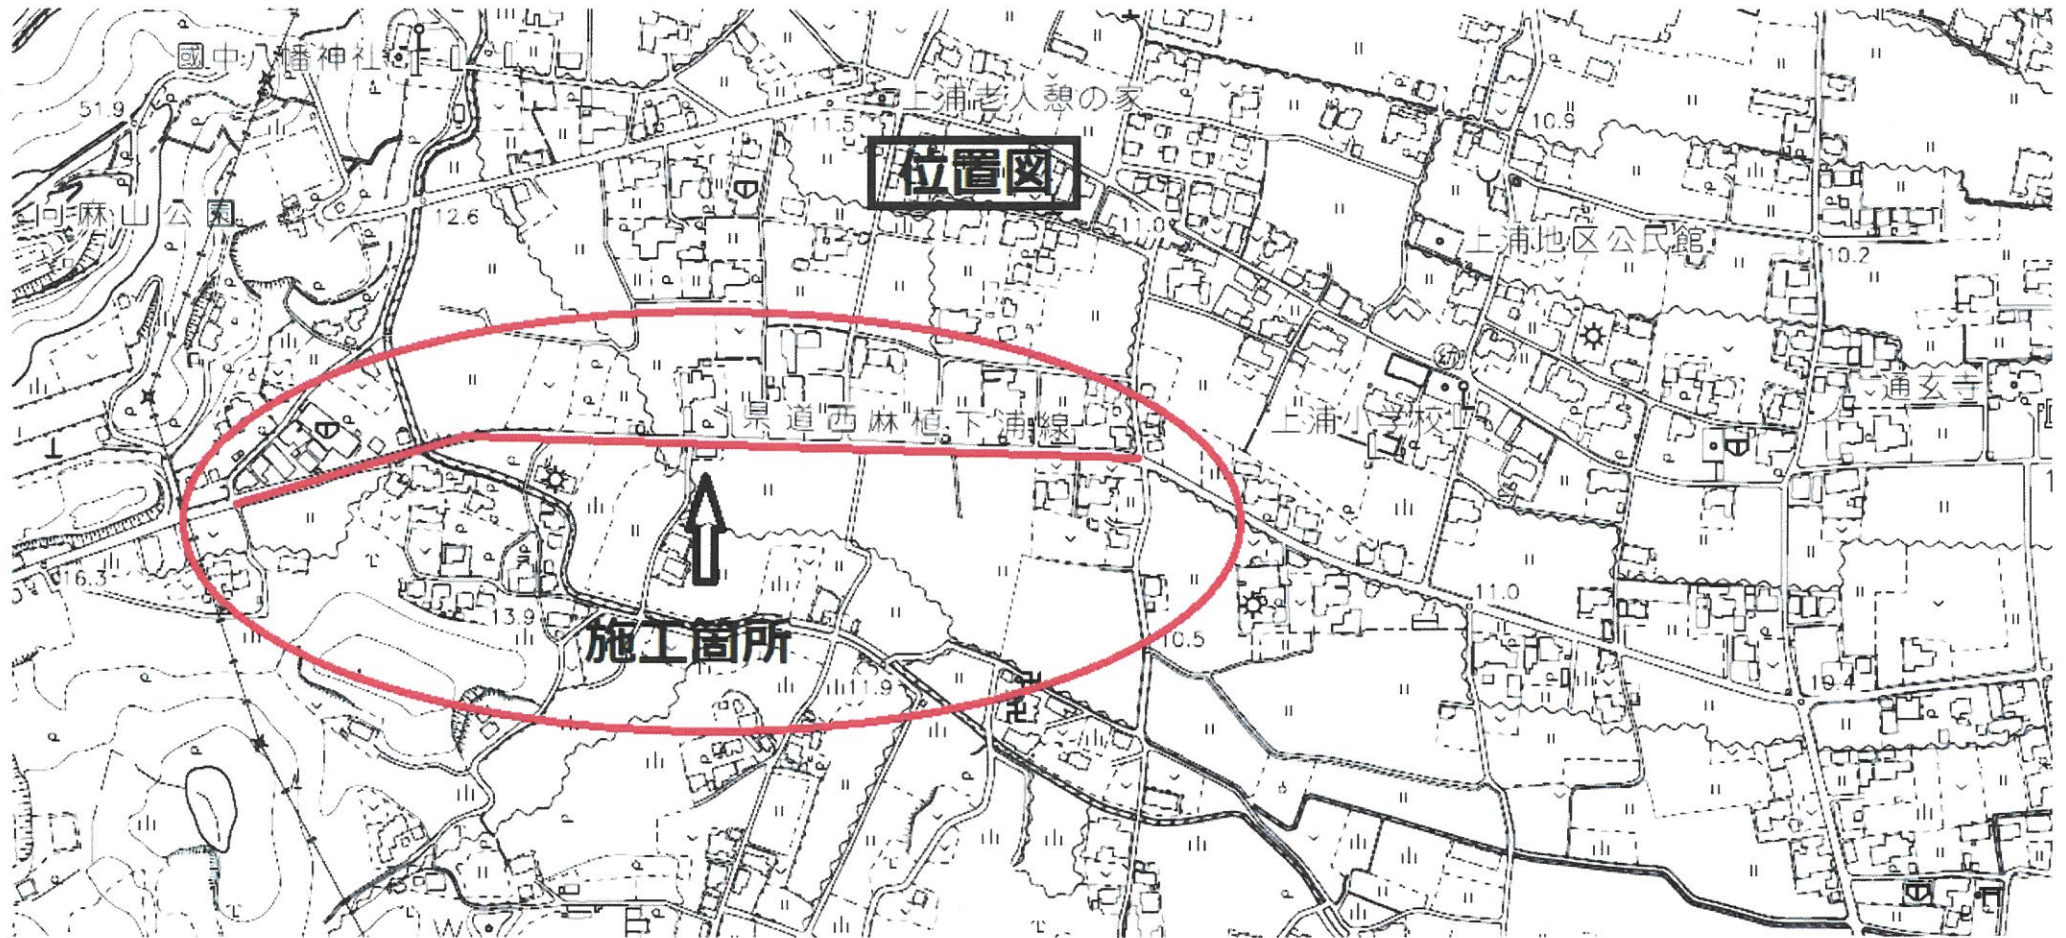 國中八幡神社
51.9
上浦老人憩の家
11.5
10.9
位置図
向麻山公園
12.6
11.0
上浦地区公民館
10.2
幼
通玄寺
県道西麻植下浦線
上浦小学校
16.3
13.9
11.0
施工箇所
10.5
11.9
10.4
W